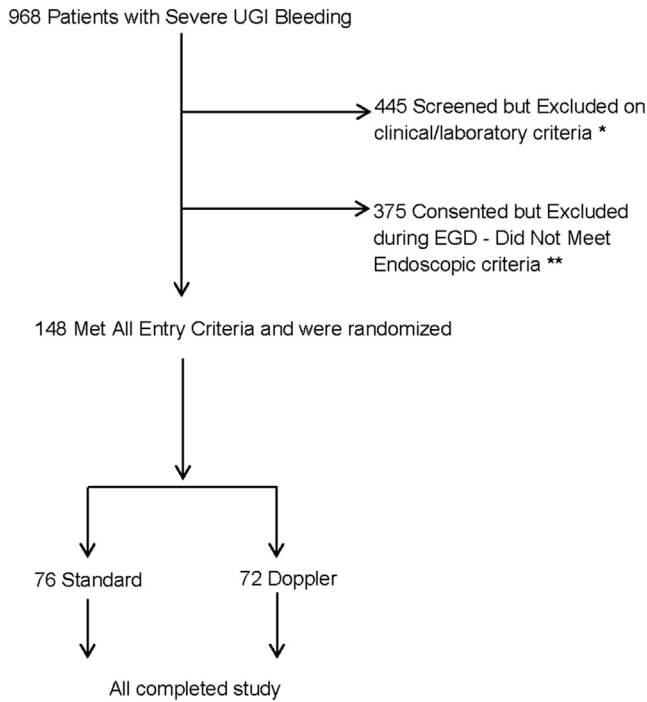 968 Patients with Severe UGI Bleeding
445 Screened but Excluded on
clinical/laboratory criteria *
375 Consented but Excluded
during EGD - Did Not Meet
Endoscopic criteria **
148 Met All Entry Criteria and were randomized
76 Standard
72 Doppler
All completed study